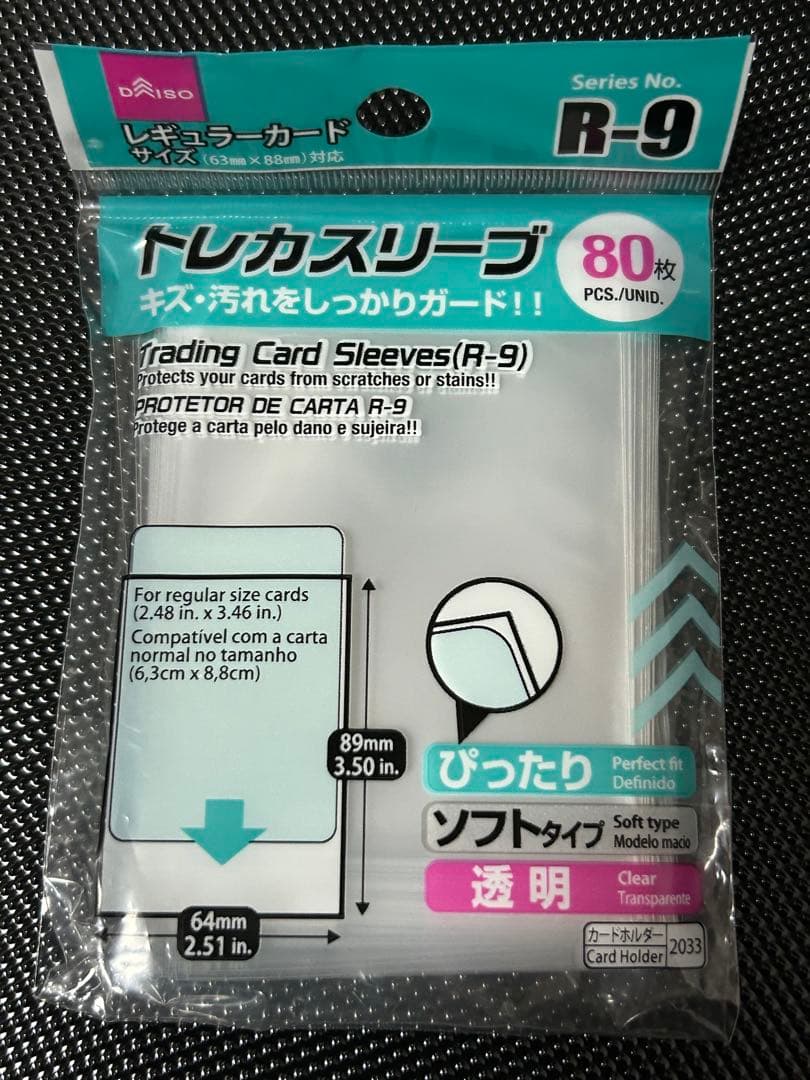 DAISO
Series No.
R-9
レギュラーカード
サイズ(63mm×88mm)対応
トレカスリーブ
80枚
PCS./UNID.
キズ・汚れをしっかりガード!!
Trading Card Sleeves(R-9)
Protects your cards from scratches or stains!!
PROTETOR DE CARTA R-9
Protege a carta pelo dano e sujeira!!
For regular size cards
(2.48 in. x 3.46 in.)
Compatível com a carta
normal no tamanho
(6,3cm x 8,8cm)
89mm
3.50 in.
64mm
2.51 in.
ぴったり
Perfect fit
Definido
ソフトタイプ
Soft type
Modelo macio
透明
Clear
Transparente
カードホルダー
Card Holder
2033